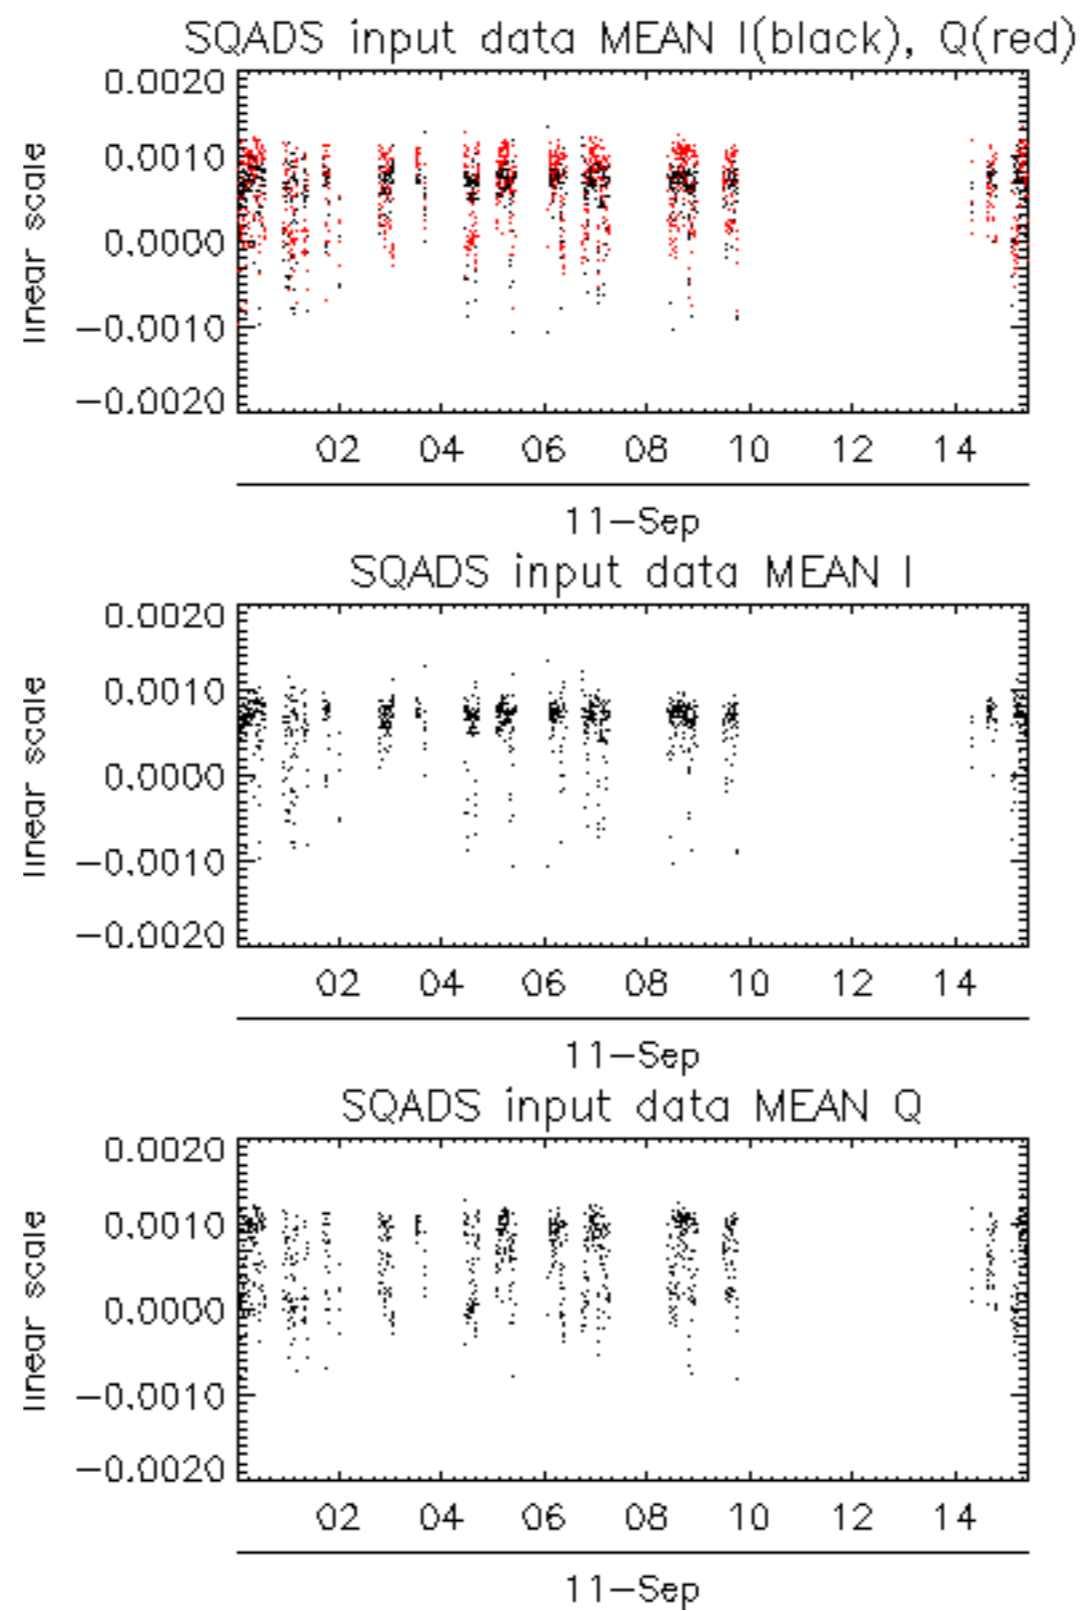 SQADS input data MEAN I(black), Q(red)
0.0020
0.0010
0.0000
−0.0010
−0.0020
linear scale
02 04 06 08 10 12 14
11−Sep
SQADS input data MEAN I
0.0020
0.0010
0.0000
−0.0010
−0.0020
linear scale
02 04 06 08 10 12 14
11−Sep
SQADS input data MEAN Q
0.0020
0.0010
0.0000
−0.0010
−0.0020
linear scale
02 04 06 08 10 12 14
11−Sep